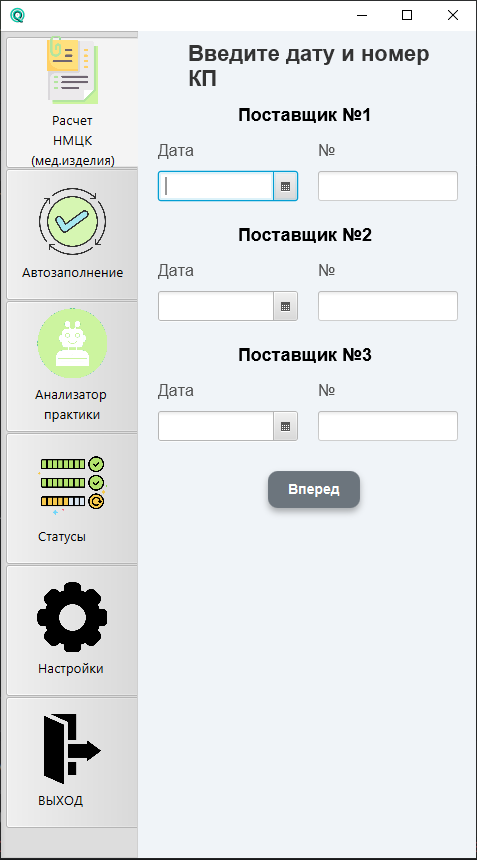 Расчет
НМЦК
(мед.изделия)
Автозаполнение
Анализатор
практики
Статусы
Настройки
ВЫХОД
Введите дату и номер
КП
Поставщик №1
Дата №
Поставщик №2
Дата №
Поставщик №3
Дата №
Вперед